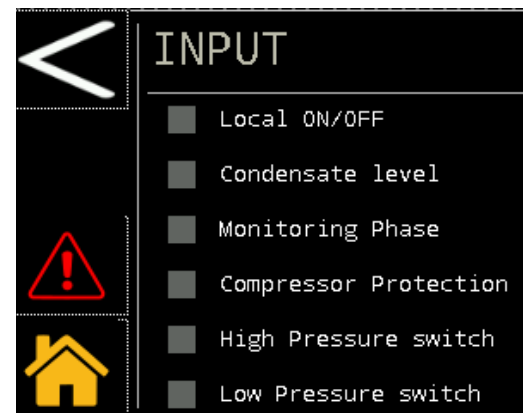 INPUT
Local ON/OFF
Condensate level
Monitoring Phase
Compressor Protection
High Pressure switch
Low Pressure switch